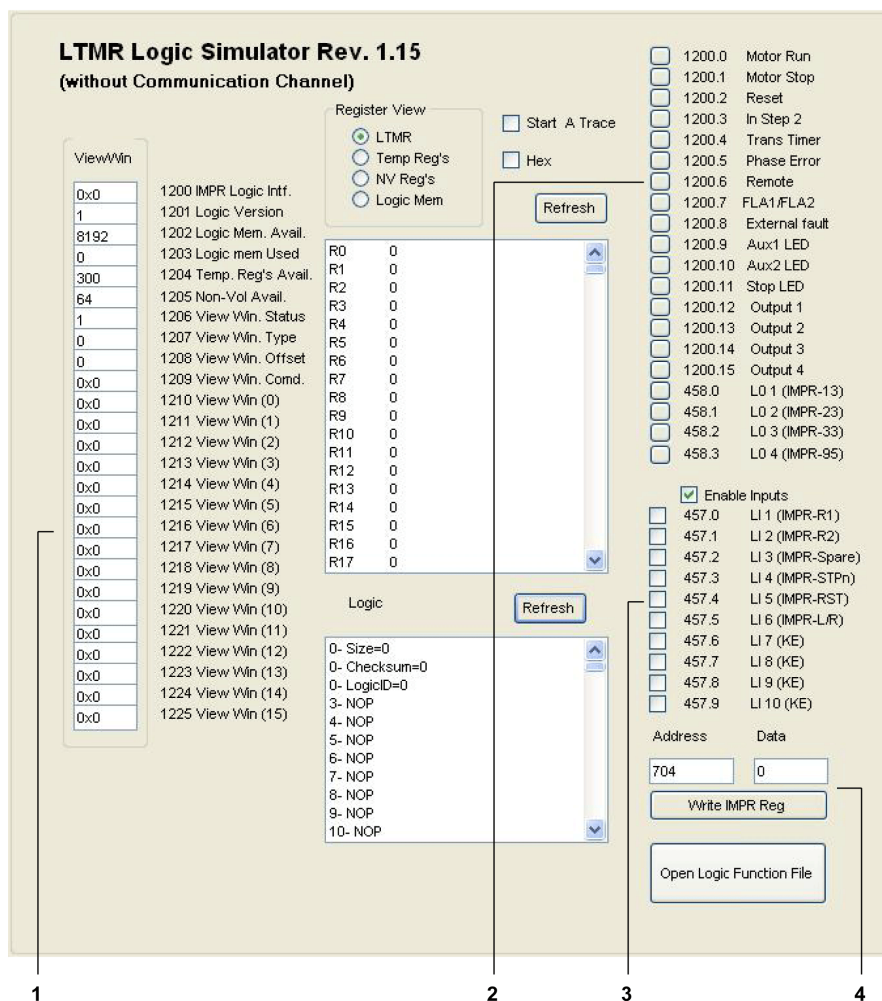 LTMR Logic Simulator Rev. 1.15
(without Communication Channel)
ViewWin
0x0 1200 IMPR Logic Intf.
1 1201 Logic Version
8192 1202 Logic Mem. Avail.
0 1203 Logic mem Used
300 1204 Temp. Reg's Avail.
64 1205 Non-Vol Avail.
1 1206 View Win. Status
0 1207 View Win. Type
0 1208 View Win. Offset
0x0 1209 View Win. Comd.
0x0 1210 View Win (0)
0x0 1211 View Win (1)
0x0 1212 View Win (2)
0x0 1213 View Win (3)
0x0 1214 View Win (4)
0x0 1215 View Win (5)
0x0 1216 View Win (6)
0x0 1217 View Win (7)
0x0 1218 View Win (8)
0x0 1219 View Win (9)
0x0 1220 View Win (10)
0x0 1221 View Win (11)
0x0 1222 View Win (12)
0x0 1223 View Win (13)
0x0 1224 View Win (14)
0x0 1225 View Win (15)
Register View
LTMR
Temp Reg's
NV Reg's
Logic Mem
Start A Trace
Hex
Refresh
R0 0
R1 0
R2 0
R3 0
R4 0
R5 0
R6 0
R7 0
R8 0
R9 0
R10 0
R11 0
R12 0
R13 0
R14 0
R15 0
R16 0
R17 0
Logic
Refresh
0- Size=0
0- Checksum=0
0- LogicID=0
3- NOP
4- NOP
5- NOP
6- NOP
7- NOP
8- NOP
9- NOP
10- NOP
1200.0 Motor Run
1200.1 Motor Stop
1200.2 Reset
1200.3 In Step 2
1200.4 Trans Timer
1200.5 Phase Error
1200.6 Remote
1200.7 FLA1/FLA2
1200.8 External fault
1200.9 Aux1 LED
1200.10 Aux2 LED
1200.11 Stop LED
1200.12 Output 1
1200.13 Output 2
1200.14 Output 3
1200.15 Output 4
458.0 LO 1 (IMPR-13)
458.1 LO 2 (IMPR-23)
458.2 LO 3 (IMPR-33)
458.3 LO 4 (IMPR-95)
Enable Inputs
457.0 LI 1 (IMPR-R1)
457.1 LI 2 (IMPR-R2)
457.2 LI 3 (IMPR-Spare)
457.3 LI 4 (IMPR-STPn)
457.4 LI 5 (IMPR-RST)
457.5 LI 6 (IMPR-L/R)
457.6 LI 7 (KE)
457.7 LI 8 (KE)
457.8 LI 9 (KE)
457.9 LI 10 (KE)
Address Data
704 0
Write IMPR Reg
Open Logic Function File
1 2 3 4